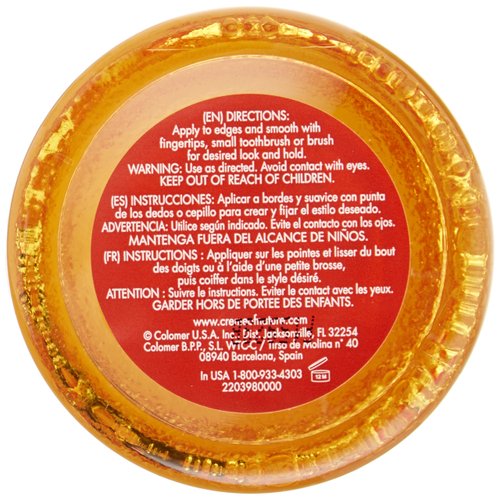 (EN) DIRECTIONS:
Apply to edges and smooth with
fingertips, small toothbrush or brush
for desired look and hold.
WARNING: Use as directed. Avoid contact with eyes.
KEEP OUT OF REACH OF CHILDREN.
(ES) INSTRUCCIONES: Aplicar a bordes y suavice con punta
de los dedos o cepillo para crear y fijar el estilo deseado.
ADVERTENCIA: Utilice según indicado. Evite el contacto con los ojos.
MANTENGA FUERA DEL ALCANCE DE NIÑOS.
(FR) INSTRUCTIONS : Appliquer sur les pointes et lisser du bout
des doigts ou à l'aide d'une petite brosse,
puis coiffer dans le style désiré.
ATTENTION : Suivre le instructions. Eviter le contact avec les yeux.
GARDER HORS DE PORTEE DES ENFANTS.
© Colomer U.S.A. Inc. Dist. Jacksonville, FL 32254
Colomer B.P.P., S.L. WTCC/ Tirso de Molina n° 40
08940 Barcelona, Spain
In USA 1-800-933-4303
2203980000
12 M